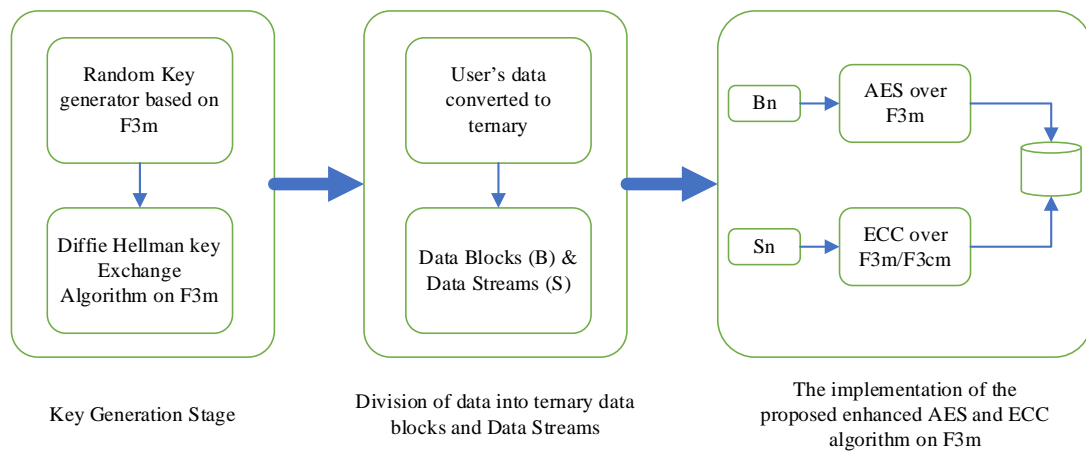 Random Key
generator based on
F3m
Diffie Hellman key
Exchange
Algorithm on F3m
Key Generation Stage
User's data
converted to
ternary
Data Blocks (B) &
Data Streams (S)
Division of data into ternary data
blocks and Data Streams
Bn
AES over
F3m
Sn
ECC over
F3m/F3cm
The implementation of the
proposed enhanced AES and ECC
algorithm on F3m